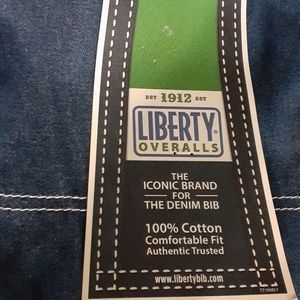 EST 1912 EST
LIBERTY®
OVERALLS
THE
ICONIC BRAND
FOR
THE DENIM BIB
100% Cotton
Comfortable Fit
Authentic Trusted
www.libertybib.com